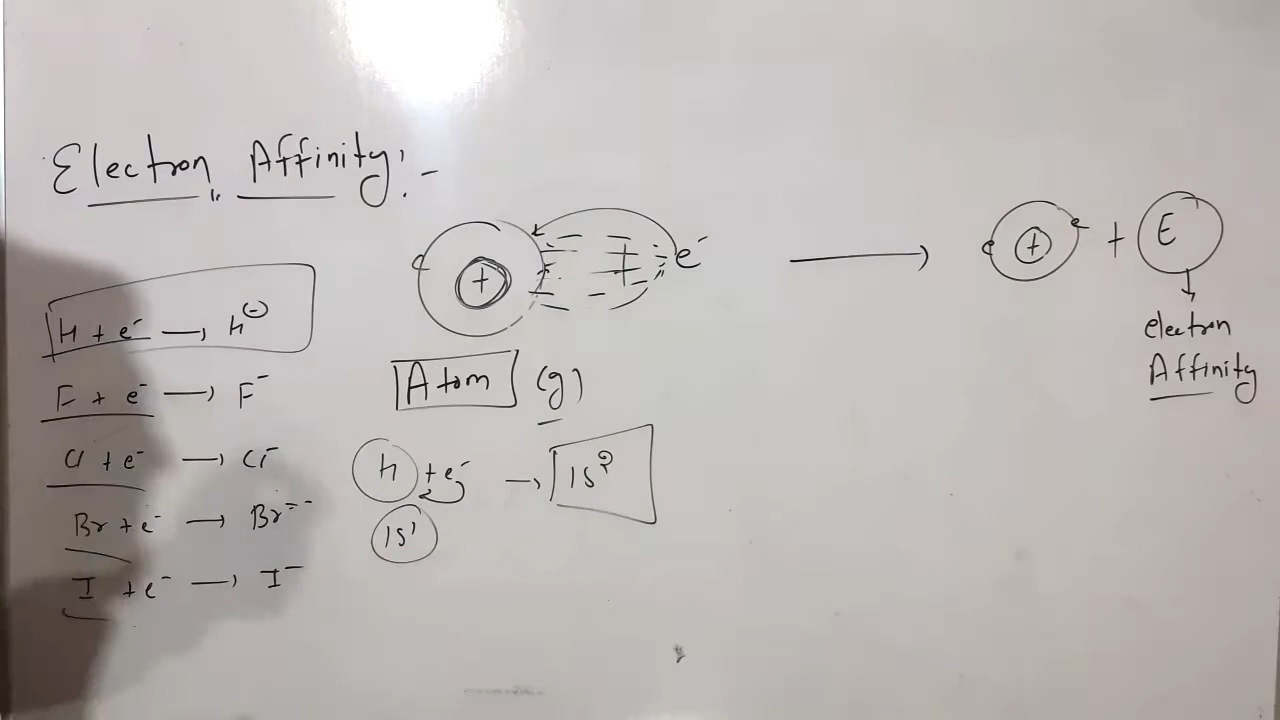 Electron Affinity:-
+ e⁻ ⟶ + + E
electron
Affinity
H + e⁻ ⟶ h⁽⁻⁾
F + e⁻ ⟶ F⁻
Cl + e⁻ ⟶ Cl⁻
Br + e⁻ ⟶ Br⁻
I + e⁻ ⟶ I⁻
Atom (g)
h + e⁻ ⟶ 1s²
1s¹